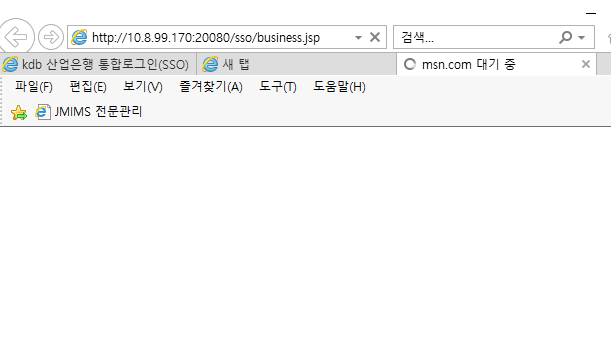 http://10.8.99.170:20080/sso/business.jsp 검색...
kdb 산업은행 통합로그인(SSO) 새 탭 msn.com 대기 중
파일(F) 편집(E) 보기(V) 즐겨찾기(A) 도구(T) 도움말(H)
JMIMS 전문관리